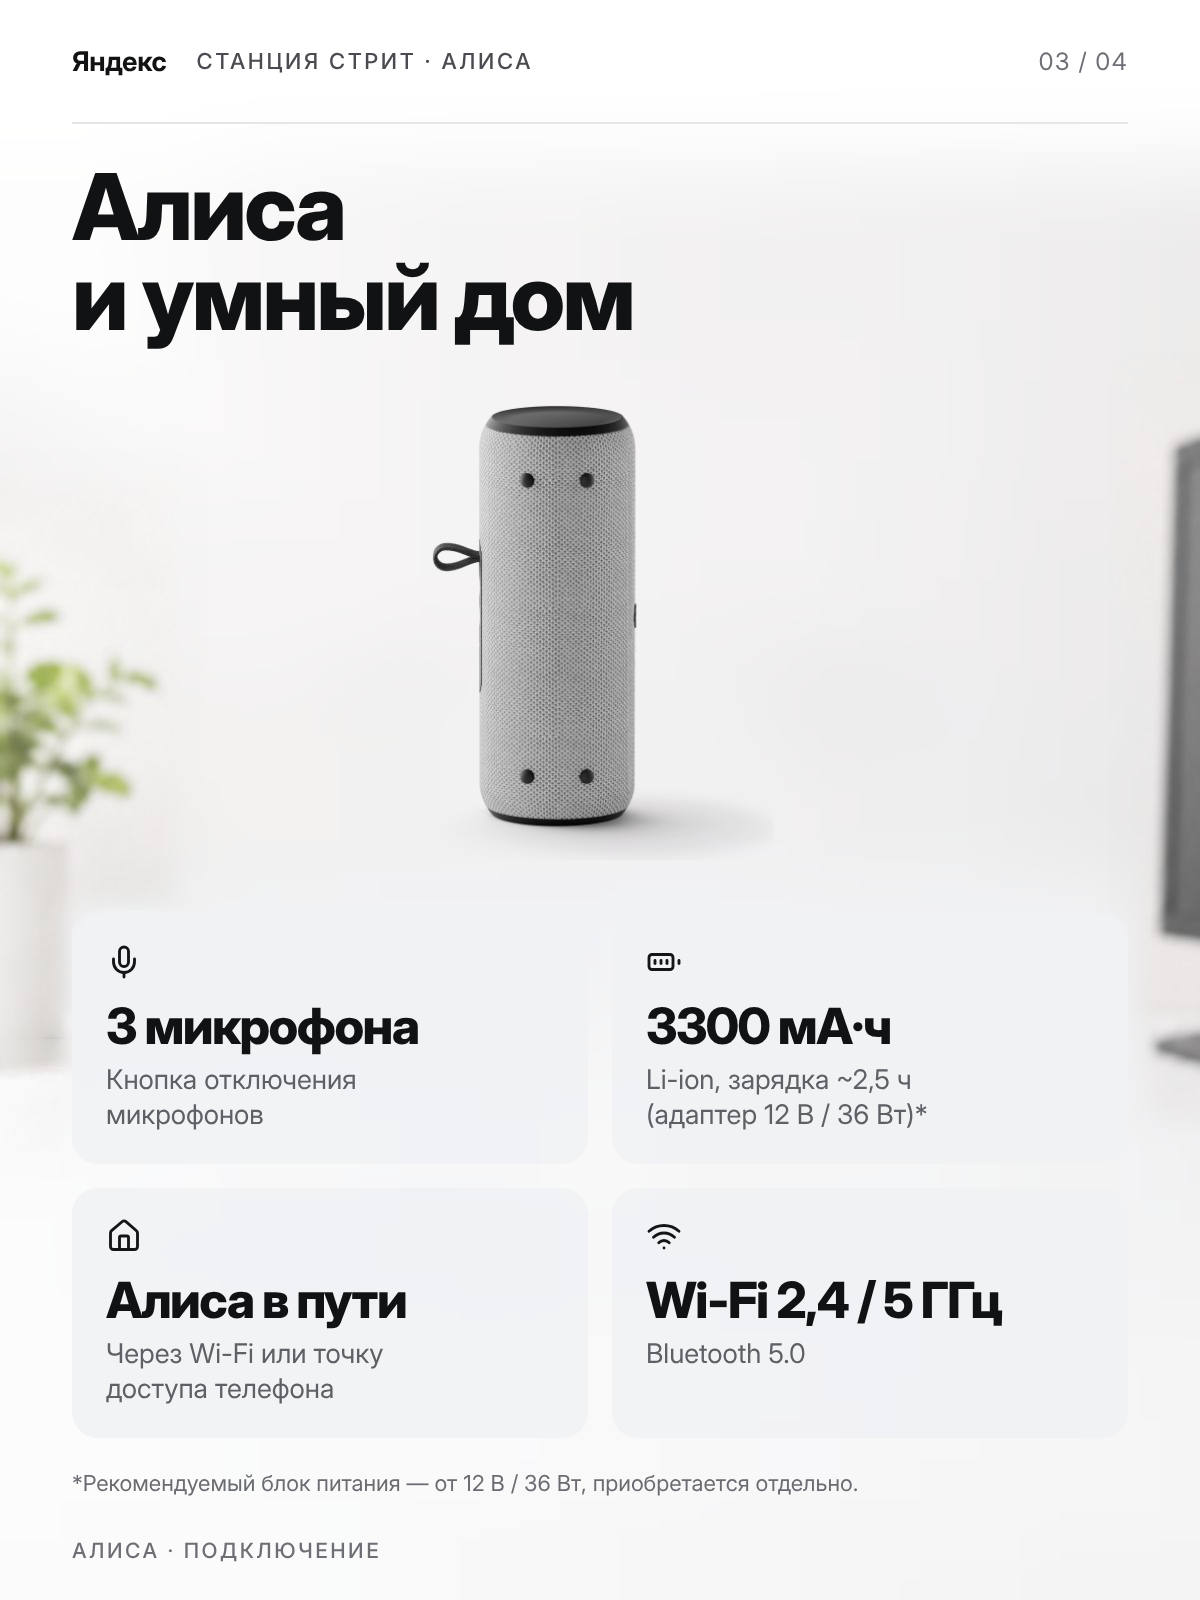 Яндекс СТАНЦИЯ СТРИТ · АЛИСА 03 / 04
Алиса
и умный дом
3 микрофона
Кнопка отключения
микрофонов
3300 мА·ч
Li-ion, зарядка ~2,5 ч
(адаптер 12 В / 36 Вт)*
Алиса в пути
Через Wi-Fi или точку
доступа телефона
Wi-Fi 2,4 / 5 ГГц
Bluetooth 5.0
*Рекомендуемый блок питания — от 12 В / 36 Вт, приобретается отдельно.
АЛИСА · ПОДКЛЮЧЕНИЕ